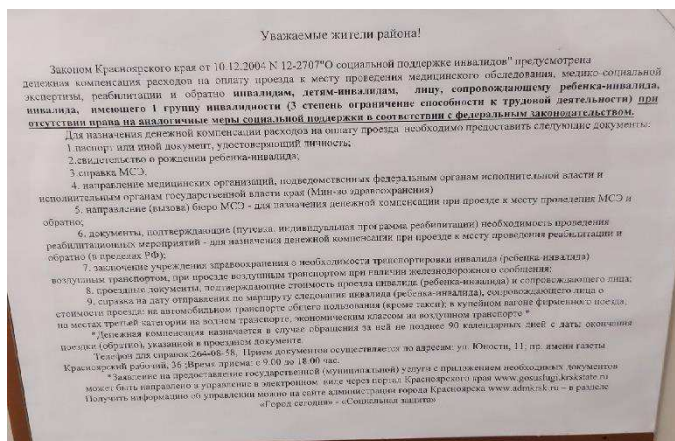 Уважаемые жители района!
Законом Красноярского края от 10.12.2004 N 12-2707"О социальной поддержке инвалидов" предусмотрена
денежная компенсация расходов на оплату проезда к месту проведения медицинского обследования, медико-социальной
экспертизы, реабилитации и обратно инвалидам, детям-инвалидам, лицу, сопровождающему ребенка-инвалида,
инвалида, имеющего 1 группу инвалидности (3 степень ограничение способности к трудовой деятельности) при
отсутствии права на аналогичные меры социальной поддержки в соответствии с федеральным законодательством.
Для назначения денежной компенсации расходов на оплату проезда необходимо предоставить следующие документы:
1.паспорт или иной документ, удостоверяющий личность;
2.свидетельство о рождении ребенка-инвалида;
3.справка МСЭ.
4. направление медицинских организаций, подведомственных федеральным органам исполнительной власти и
исполнительным органам государственной власти края (Мин-во здравоохранения)
5. направление (вызова) бюро МСЭ - для назначения денежной компенсации при проезде к месту проведения МСЭ и
обратно;
6. документы, подтверждающие (путевка, индивидуальная программа реабилитации) необходимость проведения
реабилитационных мероприятий - для назначения денежной компенсации при проезде к месту проведения реабилитации и
обратно (в пределах РФ);
7. заключение учреждения здравоохранения о необходимости транспортировки инвалида (ребенка-инвалида)
воздушным транспортом, при проезде воздушным транспортом при наличии железнодорожного сообщения;
8. проездные документы, подтверждающие стоимость проезда инвалида (ребенка-инвалида) и сопровождающего лица;
9. справка на дату отправления по маршруту следования инвалида (ребенка-инвалида), сопровождающего лица о
стоимости проезда: на автомобильном транспорте общего пользования (кроме такси); в купейном вагоне фирменного поезда;
на местах третьей категории на водном транспорте, экономическим классом на воздушном транспорте *
*Денежная компенсация назначается в случае обращения за ней не позднее 90 календарных дней с даты окончания
поездки (обратно), указанной в проездном документе
Телефон для справок:264-08-58, Прием документов осуществляется по адресам: ул. Юности, 11; пр. имени газеты
Красноярский рабочий, 36 ;Время приема: с 9.00 до 18.00 час.
*Заявление на предоставление государственной (муниципальной) услуги с приложением необходимых документов
может быть направлено в управление в электронном виде через портал Красноярского края www.gosuslugi.krskstate.ru
Получить информацию об управлении можно на сайте администрации города Красноярска www.admkrsk.ru – в разделе
«Город сегодня» - «Социальная защита»